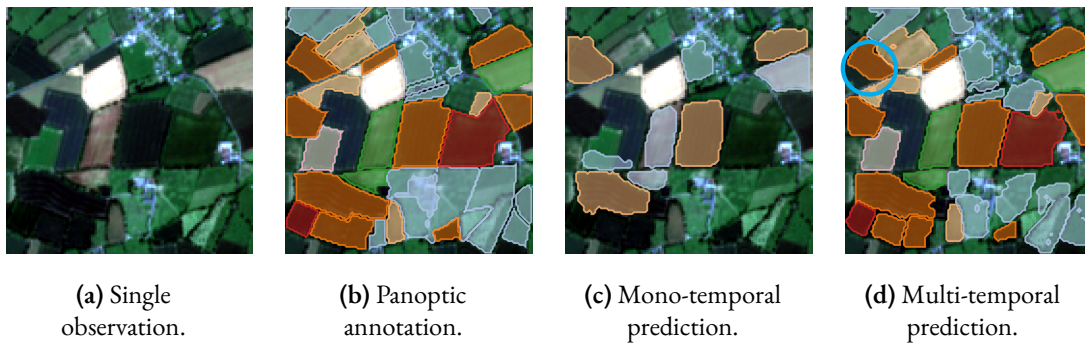 (a) Single
observation.
(b) Panoptic
annotation.
(c) Mono-temporal
prediction.
(d) Multi-temporal
prediction.